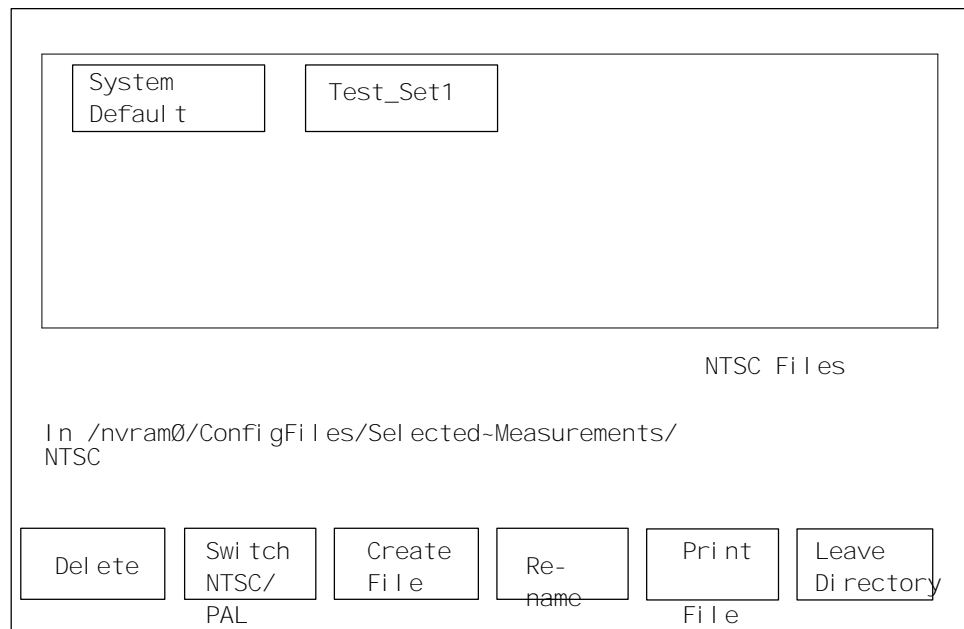 System
Default
Test_Set1
NTSC Files
In /nvramØ/ConfigFiles/Selected~Measurements/
NTSC
Delete
Switch
NTSC/
PAL
Create
File
Re-
name
Print
File
Leave
Directory